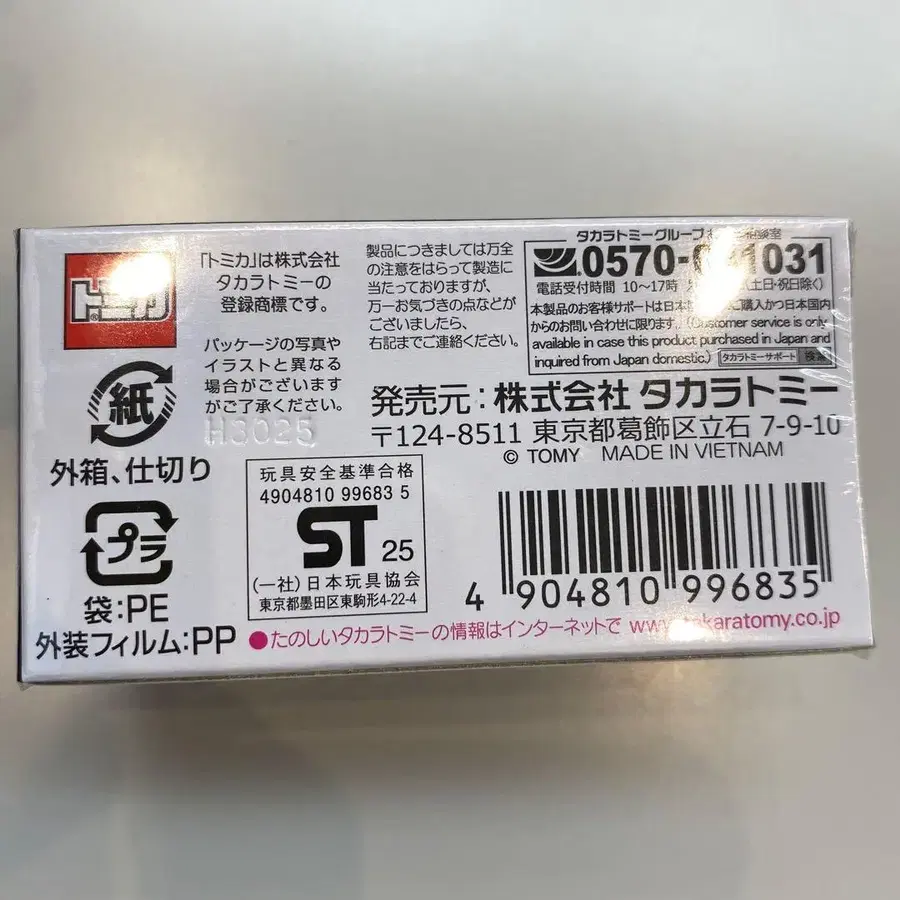 トミカ
「トミカ」は株式会社
タカラトミーの
登録商標です。
パッケージの写真や
イラストと異なる
場合がございます
がご了承ください。
H3025
製品につきましては万全
の注意をはらって製造に
当たっておりますが、
万一お気づきの点などが
ございましたら、
右記までご連絡ください。
タカラトミーグループ 相談室
0570- 1031
電話受付時間 10〜17時 (土日・祝日除く)
本製品のお客様サポートは日本 ご購入かつ日本国内
からのお問い合わせに限ります。(Customer service is only
available in case this product purchased in Japan and
inquired from Japan domestic.) タカラトミーサポート 検索
発売元:株式会社 タカラトミー
〒124-8511 東京都葛飾区立石 7-9-10
© TOMY MADE IN VIETNAM
紙
外箱、仕切り
プラ
袋:PE
外装フィルム:PP
玩具安全基準合格
4904810 99683 5
ST 25
(一社)日本玩具協会
東京都墨田区東駒形4-22-4
4 904810 996835
●たのしいタカラトミーの情報はインターネットで www.takaratomy.co.jp